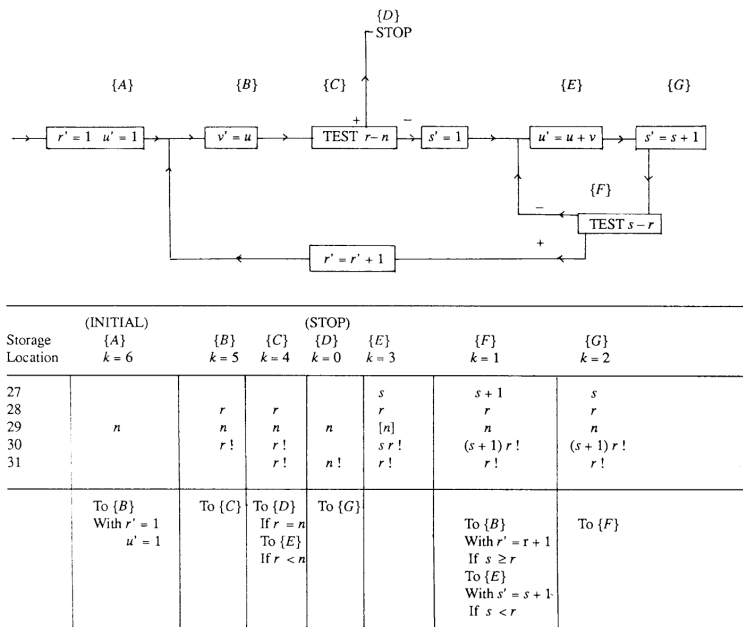 {D}
STOP
{A} {B} {C} {E} {G}
+ −
r' = 1 u' = 1 v' = u TEST r− n s' = 1 u' = u + v s' = s + 1
{F}
−
TEST s − r
+
r' = r' + 1
(INITIAL) (STOP)
Storage {A} {B} {C} {D} {E} {F} {G}
Location k = 6 k = 5 k = 4 k = 0 k = 3 k = 1 k = 2
27 s s + 1 s
28 r r r r r
29 n n n n [n] n n
30 r ! r ! s r ! (s + 1) r ! (s + 1) r !
31 r ! n ! r ! r ! r !
To {B} To {C} To {D} To {G}
With r' = 1 If r = n To {B} To {F}
u' = 1 To {E} With r' = r + 1
If r < n If s ≥ r
To {E}
With s' = s + 1
If s < r